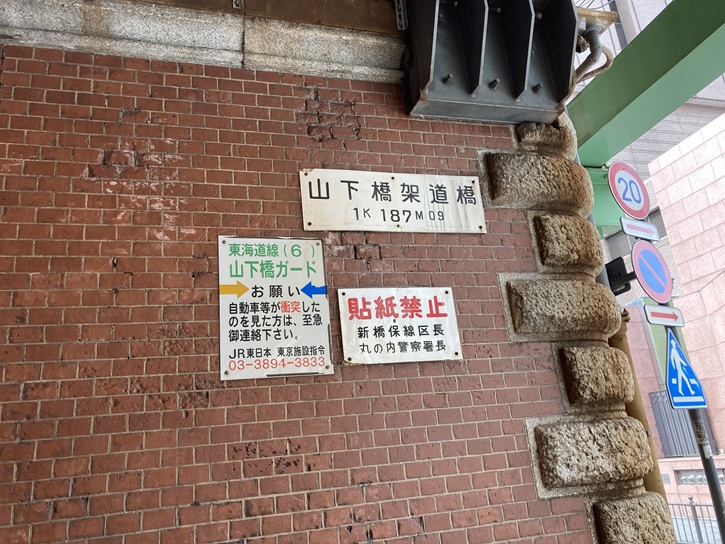 山下橋架道橋
1K 187M09
東海道線(6)
山下橋ガード
お願い
自動車等が衝突した
のを見た方は、至急
御連絡下さい。
JR東日本 東京施設指令
03-3894-3833
貼紙禁止
新橋保線区長
丸の内警察署長
20